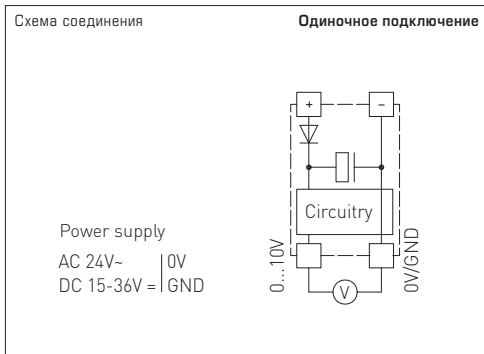 Схема соединения
Одиночное подключение
+ −
Circuitry
Power supply
AC 24V~ | 0V
DC 15-36V = | GND
0...10V
0V/GND
V